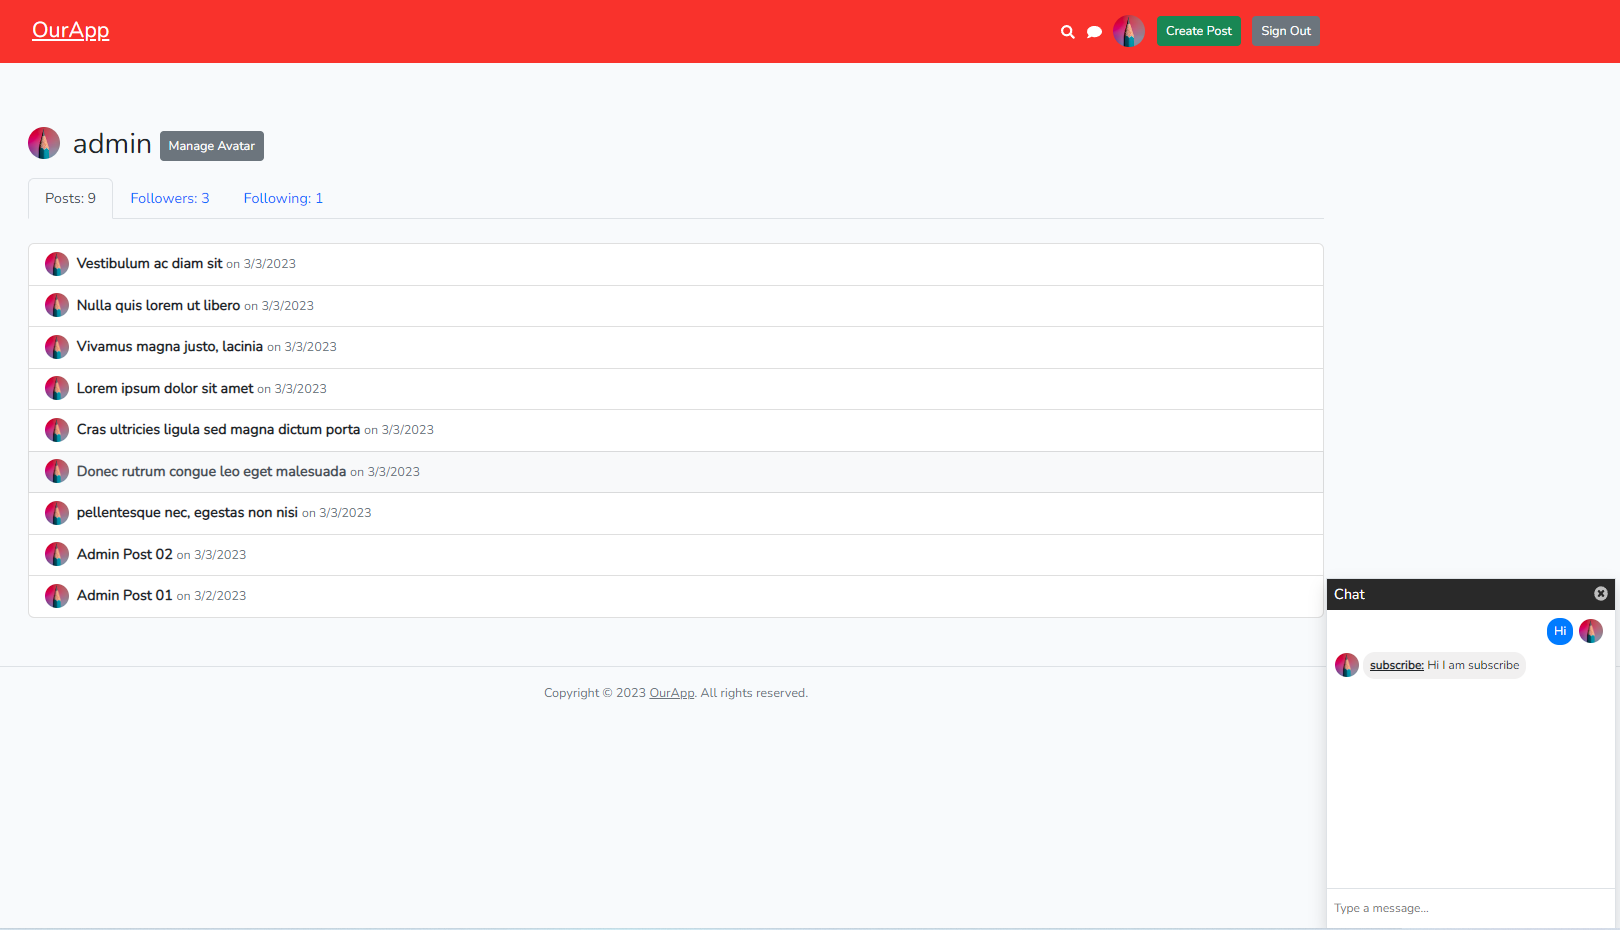 OurApp
Create Post
Sign Out
admin
Manage Avatar
Posts: 9
Followers: 3
Following: 1
Vestibulum ac diam sit on 3/3/2023
Nulla quis lorem ut libero on 3/3/2023
Vivamus magna justo, lacinia on 3/3/2023
Lorem ipsum dolor sit amet on 3/3/2023
Cras ultricies ligula sed magna dictum porta on 3/3/2023
Donec rutrum congue leo eget malesuada on 3/3/2023
pellentesque nec, egestas non nisi on 3/3/2023
Admin Post 02 on 3/3/2023
Admin Post 01 on 3/2/2023
Copyright © 2023 OurApp. All rights reserved.
Chat
Hi
subscribe: Hi I am subscribe
Type a message...